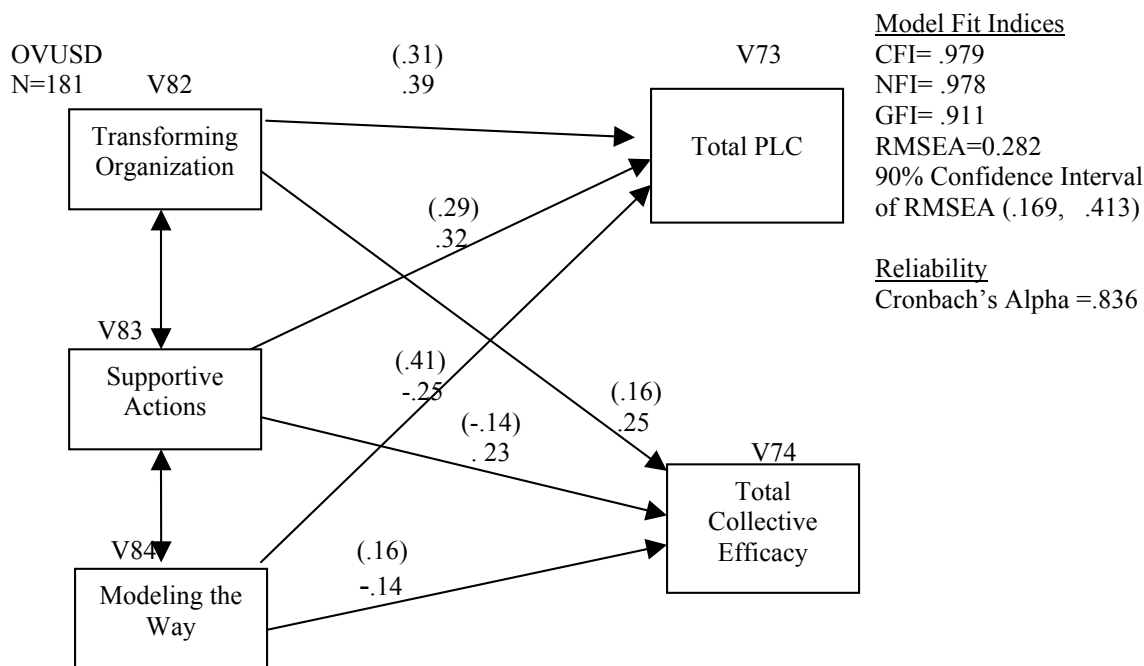 OVUSD
N=181
V82
Transforming
Organization
(.31)
.39
V73
Total PLC
Model Fit Indices
CFI= .979
NFI= .978
GFI= .911
RMSEA=0.282
90% Confidence Interval
of RMSEA (.169, .413)
Reliability
Cronbach’s Alpha =.836
(.29)
.32
V83
Supportive
Actions
(.41)
-.25
(.16)
.25
(-.14)
. 23
V74
Total
Collective
Efficacy
V84
Modeling the
Way
(.16)
-.14